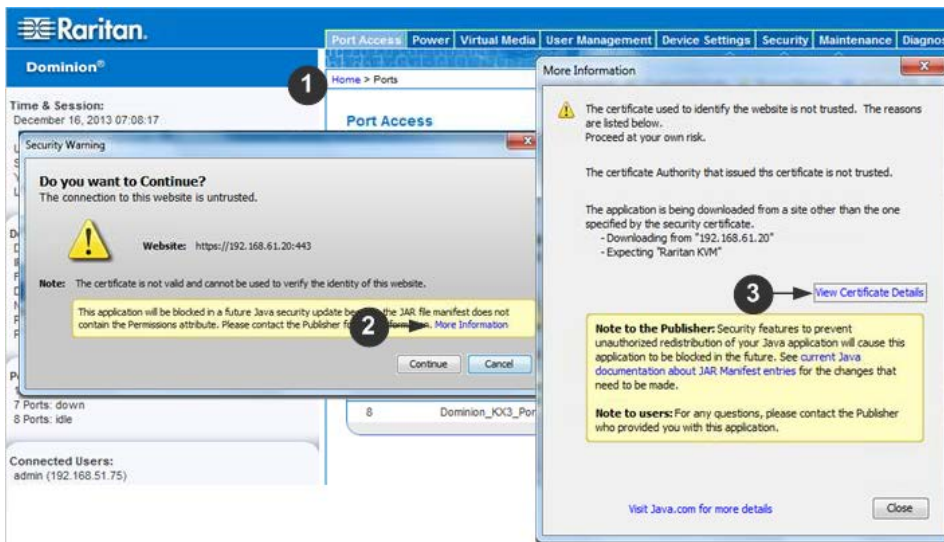 Raritan.
Dominion®
Port Access Power Virtual Media User Management Device Settings Security Maintenance Diagnos
1
Home > Ports
Time & Session:
December 16, 2013 07:08:17
Port Access
Security Warning
Do you want to Continue?
The connection to this website is untrusted.
Website: https://192.168.61.20:443
Note: The certificate is not valid and cannot be used to verify the identity of this website.
This application will be blocked in a future Java security update the JAR file manifest does not
contain the Permissions attribute. Please contact the Publisher More Information
2
Continue Cancel
7 Ports: down
8 Ports: idle
8 Dominion_KX3_Por
Connected Users:
admin (192.168.51.75)
More Information
The certificate used to identify the website is not trusted. The reasons
are listed below.
Proceed at your own risk.
The certificate Authority that issued ths certificate is not trusted.
The application is being downloaded from a site other than the one
specified by the security certificate.
- Downloading from "192.168.61.20"
- Expecting "Raritan KVM"
3
View Certificate Details
Note to the Publisher: Security features to prevent
unauthorized redistribution of your Java application will cause this
application to be blocked in the future. See current Java
documentation about JAR Manifest entries for the changes that
need to be made.
Note to users: For any questions, please contact the Publisher
who provided you with this application.
Visit Java.com for more details
Close